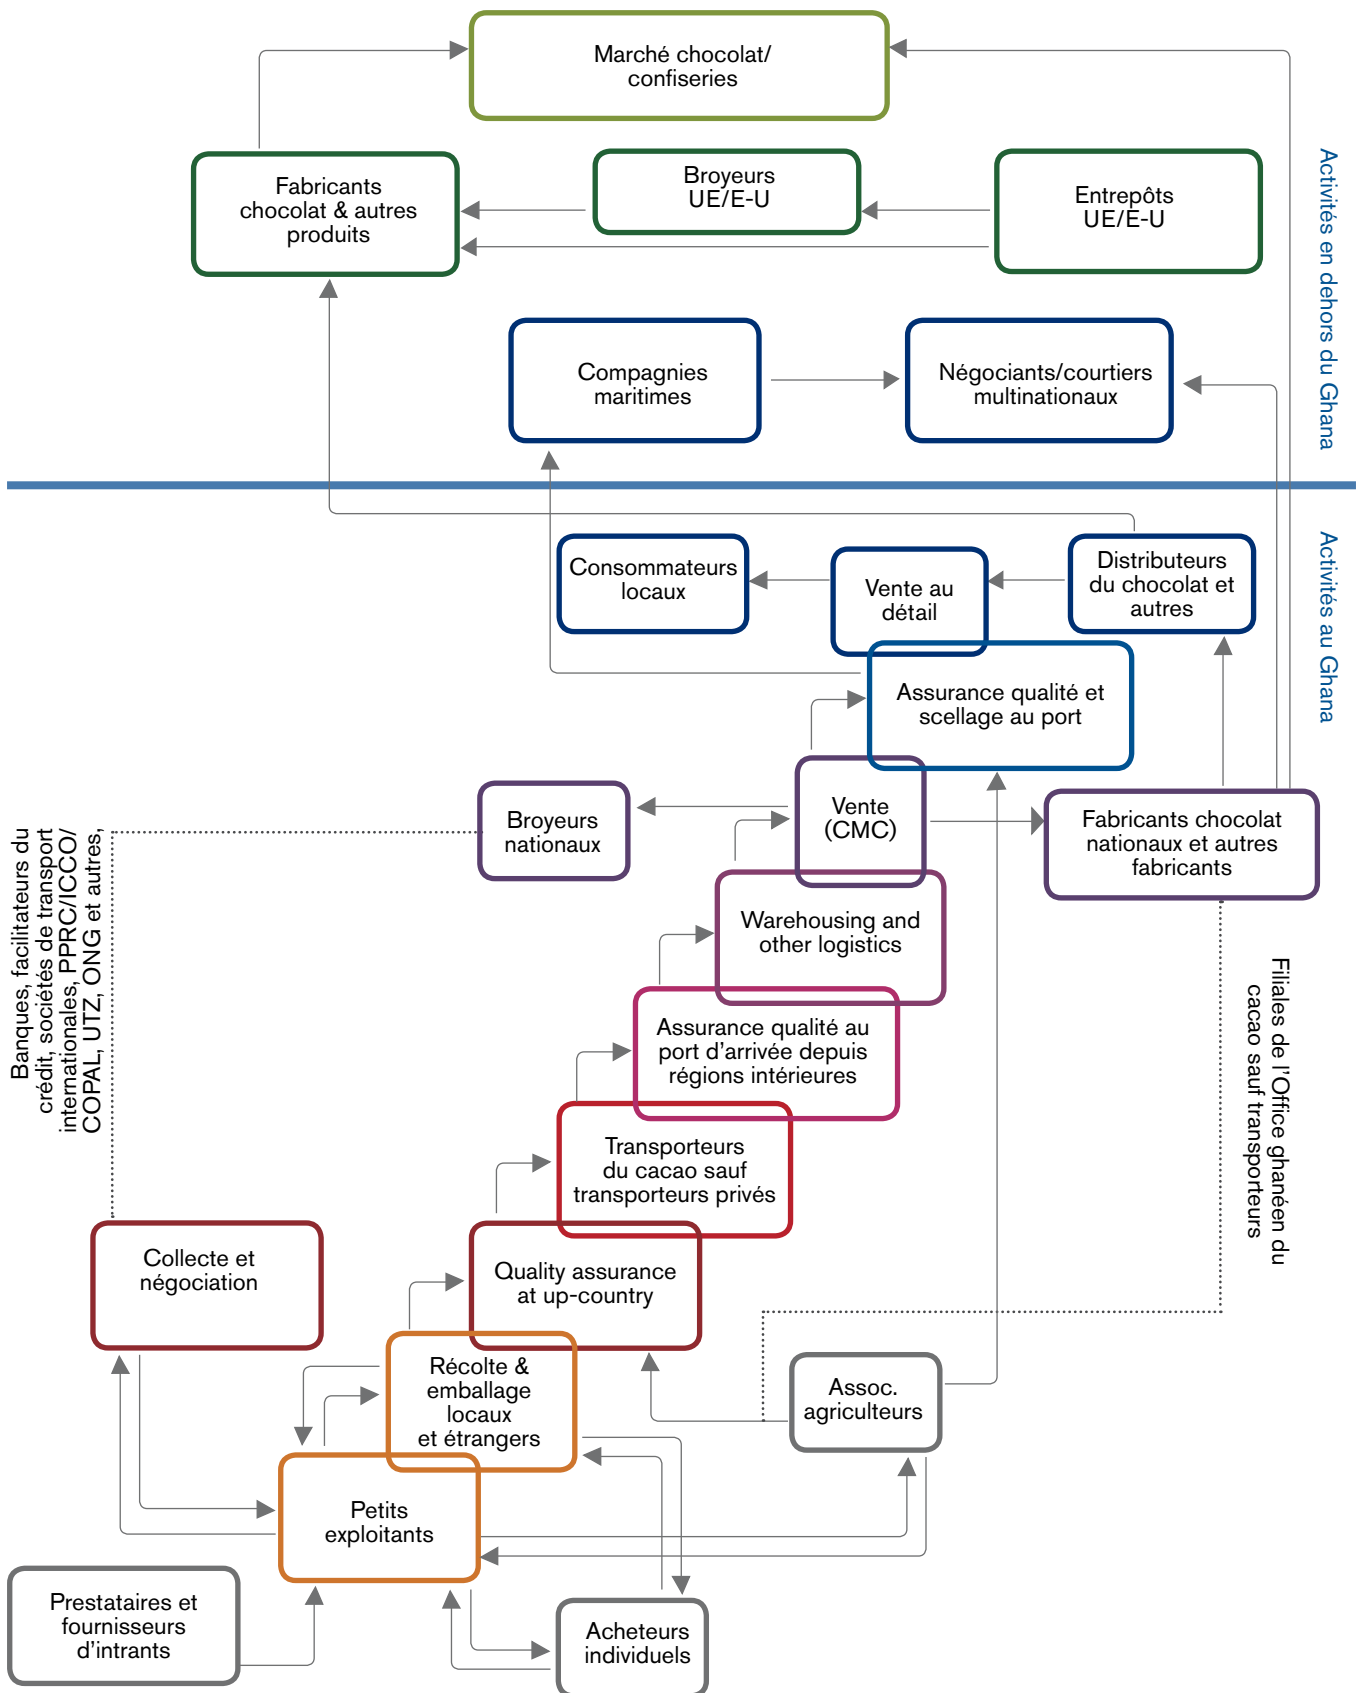 Marché chocolat/
confiseries
Fabricants
chocolat & autres
produits
Broyeurs
UE/E-U
Entrepôts
UE/E-U
Activités en dehors du Ghana
Compagnies
maritimes
Négociants/courtiers
multinationaux
Consommateurs
locaux
Vente au
détail
Distributeurs
du chocolat et
autres
Activités au Ghana
Assurance qualité et
scellage au port
Broyeurs
nationaux
Vente
(CMC)
Fabricants chocolat
nationaux et autres
fabricants
Banques, facilitateurs du
crédit, sociétés de transport
internationales, PPRC/ICCO/
COPAL, UTZ, ONG et autres,
Warehousing and
other logistics
Filiales de l'Office ghanéen du
cacao sauf transporteurs
Assurance qualité au
port d'arrivée depuis
régions intérieures
Transporteurs
du cacao sauf
transporteurs privés
Collecte et
négociation
Quality assurance
at up-country
Récolte &
emballage
locaux
et étrangers
Assoc.
agriculteurs
Petits
exploitants
Prestataires et
fournisseurs
d'intrants
Acheteurs
individuels